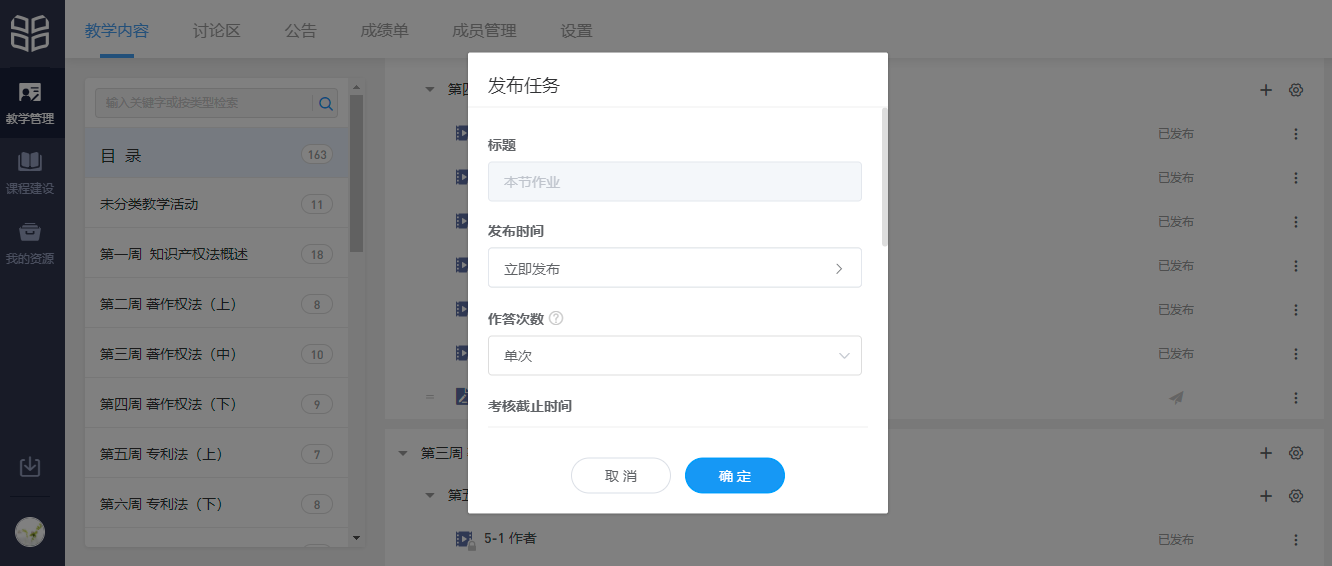 教学内容 讨论区 公告 成绩单 成员管理 设置
教学管理
课程建设
我的资源
输入关键字或按类型检索
目 录 163
未分类教学活动 11
第一周 知识产权法概述 18
第二周 著作权法（上） 8
第三周 著作权法（中） 10
第四周 著作权法（下） 9
第五周 专利法（上） 7
第六周 专利法（下） 8
发布任务
标题
本节作业
发布时间
立即发布
作答次数
单次
考核截止时间
取消 确定
已发布
已发布
已发布
已发布
已发布
已发布
第三周
5-1 作者 已发布